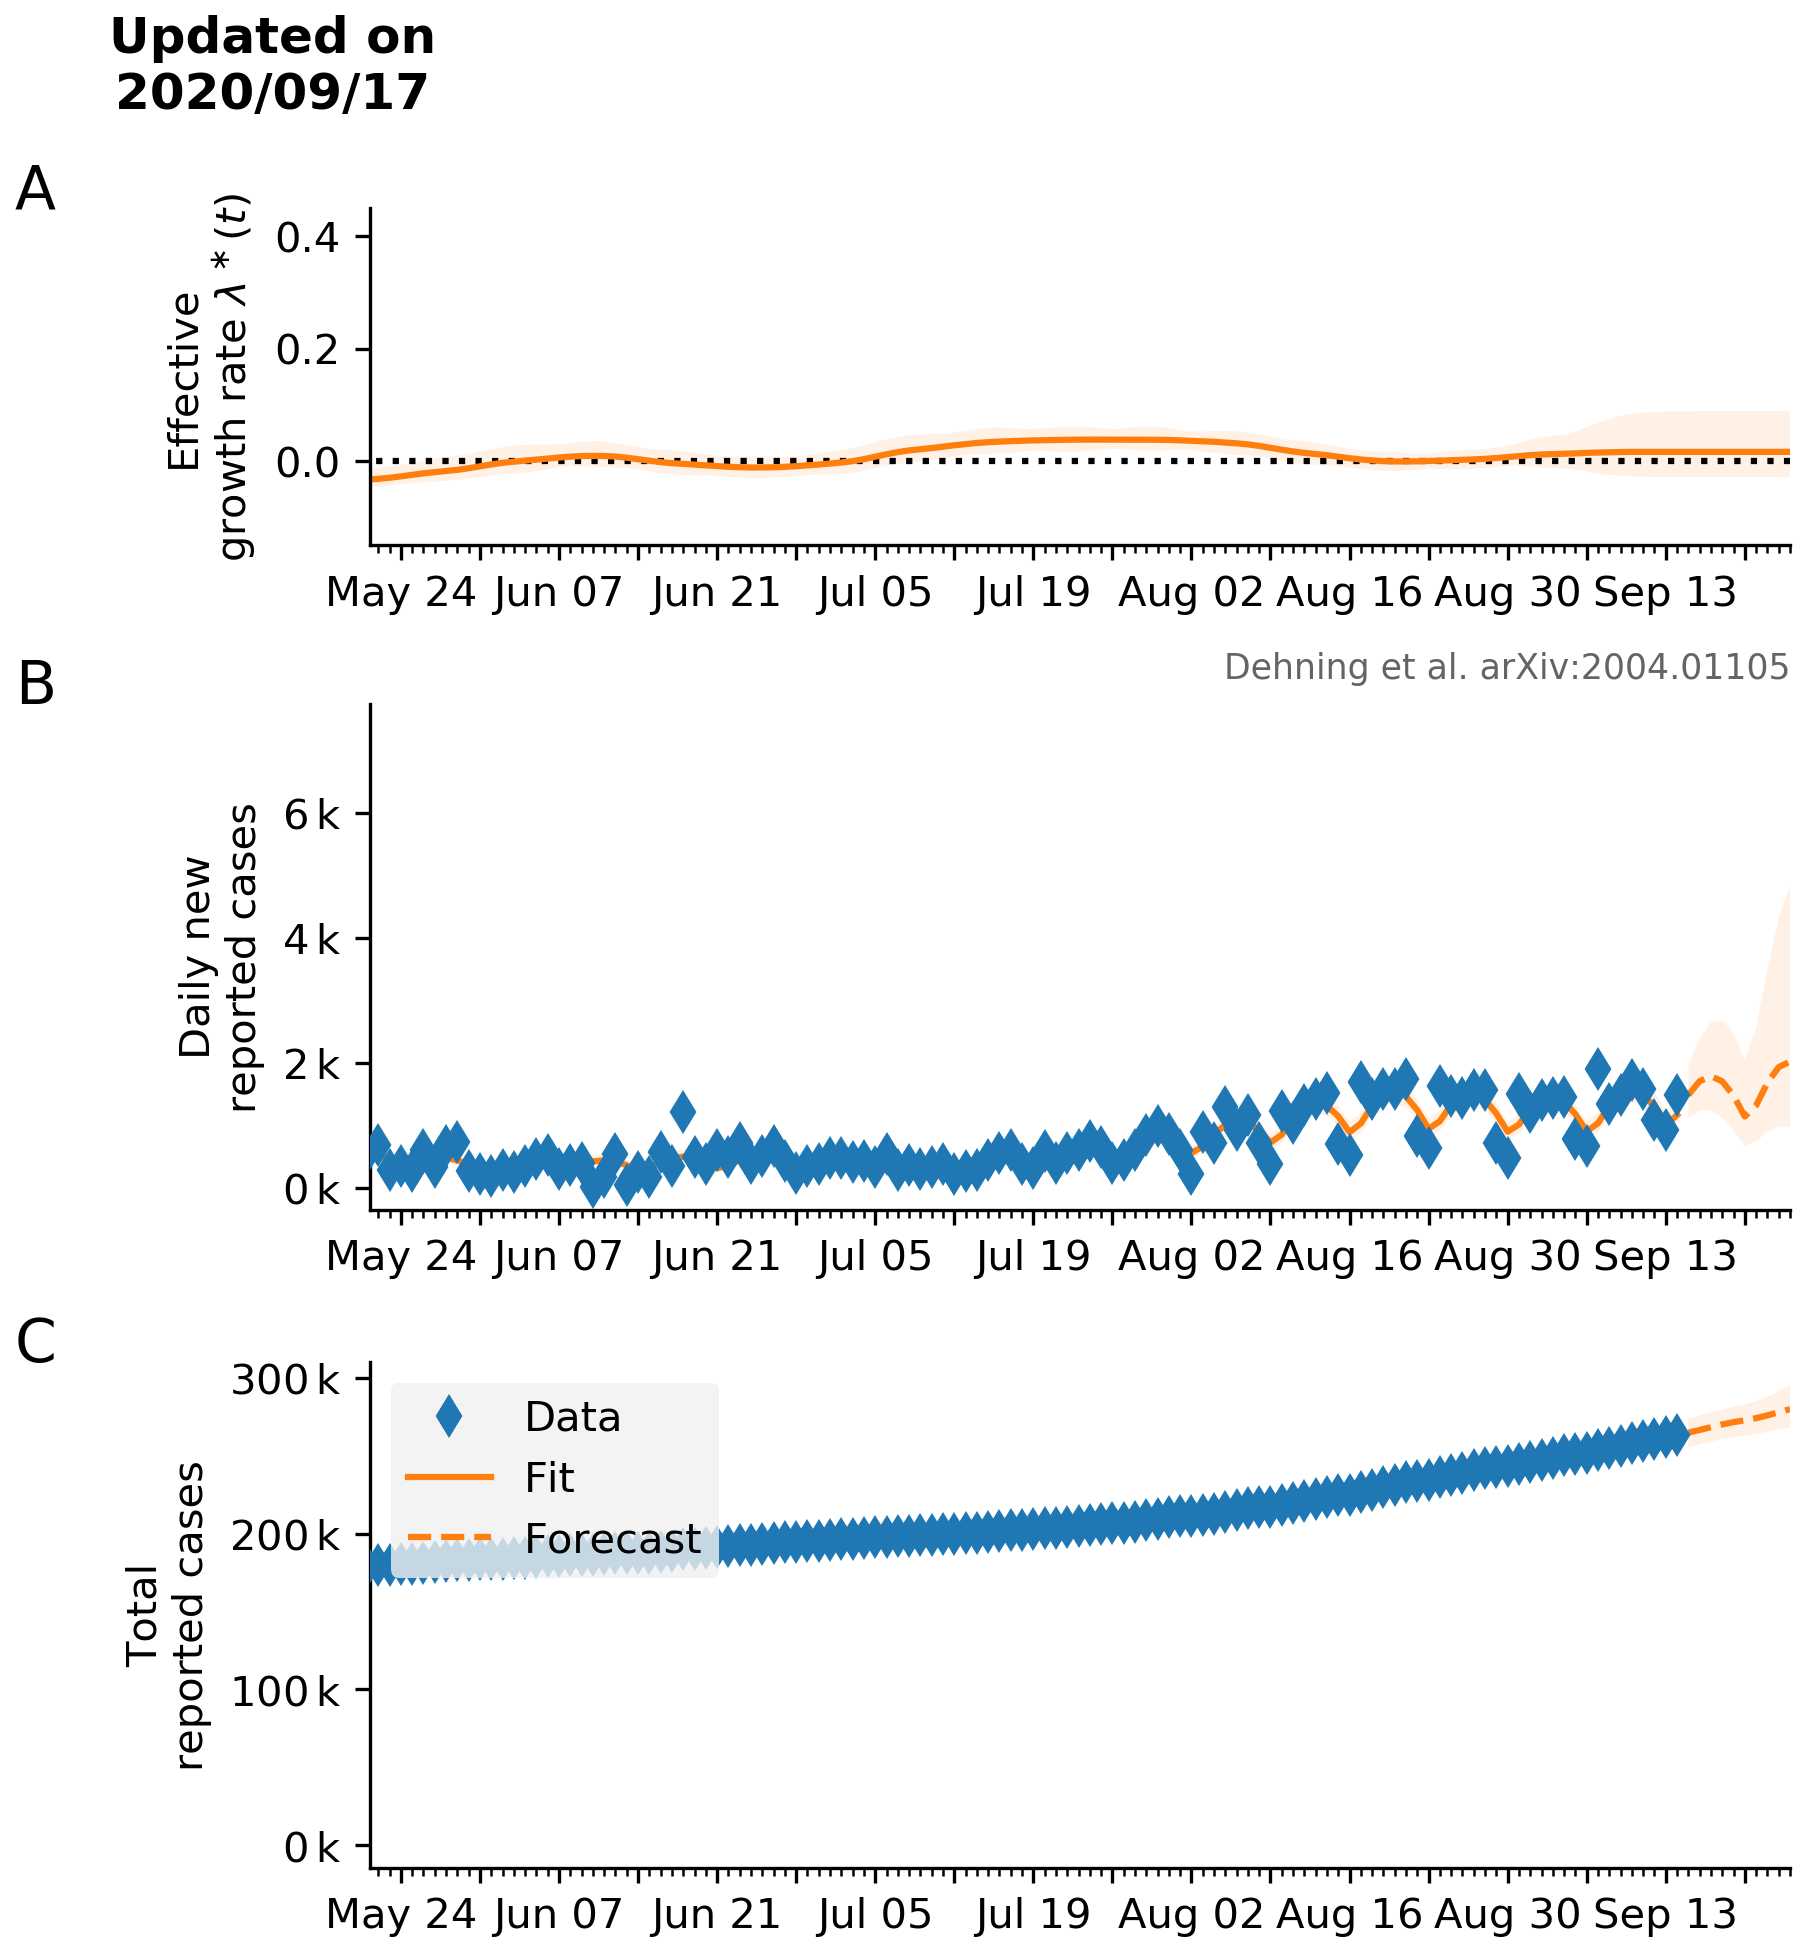 Updated on
2020/09/17
A
Effective
growth rate λ * (t)
0.4
0.2
0.0
May 24 Jun 07 Jun 21 Jul 05 Jul 19 Aug 02 Aug 16 Aug 30 Sep 13
B
Dehning et al. arXiv:2004.01105
Daily new
reported cases
6 k
4 k
2 k
0 k
May 24 Jun 07 Jun 21 Jul 05 Jul 19 Aug 02 Aug 16 Aug 30 Sep 13
C
Total
reported cases
300 k
200 k
100 k
0 k
Data
Fit
Forecast
May 24 Jun 07 Jun 21 Jul 05 Jul 19 Aug 02 Aug 16 Aug 30 Sep 13